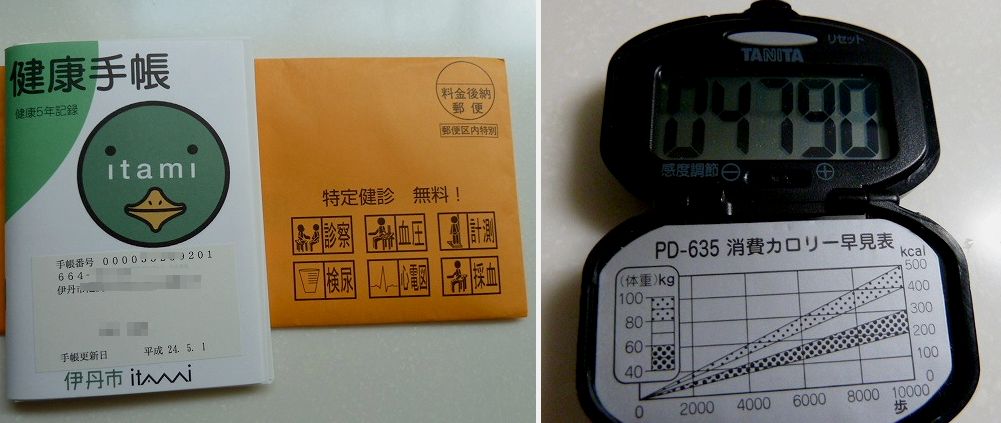 健康手帳
健康5年記録
itami
手帳番号
664-
伊丹市
手帳更新日 平成 24.5.1
伊丹市 itami
料金後納
郵便
郵便区内特別
特定健診 無料！
診察 血圧 計測
検尿 心電図 採血
リセット
TANITA
04790
感度調節 ⊖ ⊕
PD-635 消費カロリー早見表
(体重)kg
100
80
60
40
kcal
500
400
300
200
100
0
0 2000 4000 6000 8000 10000
歩